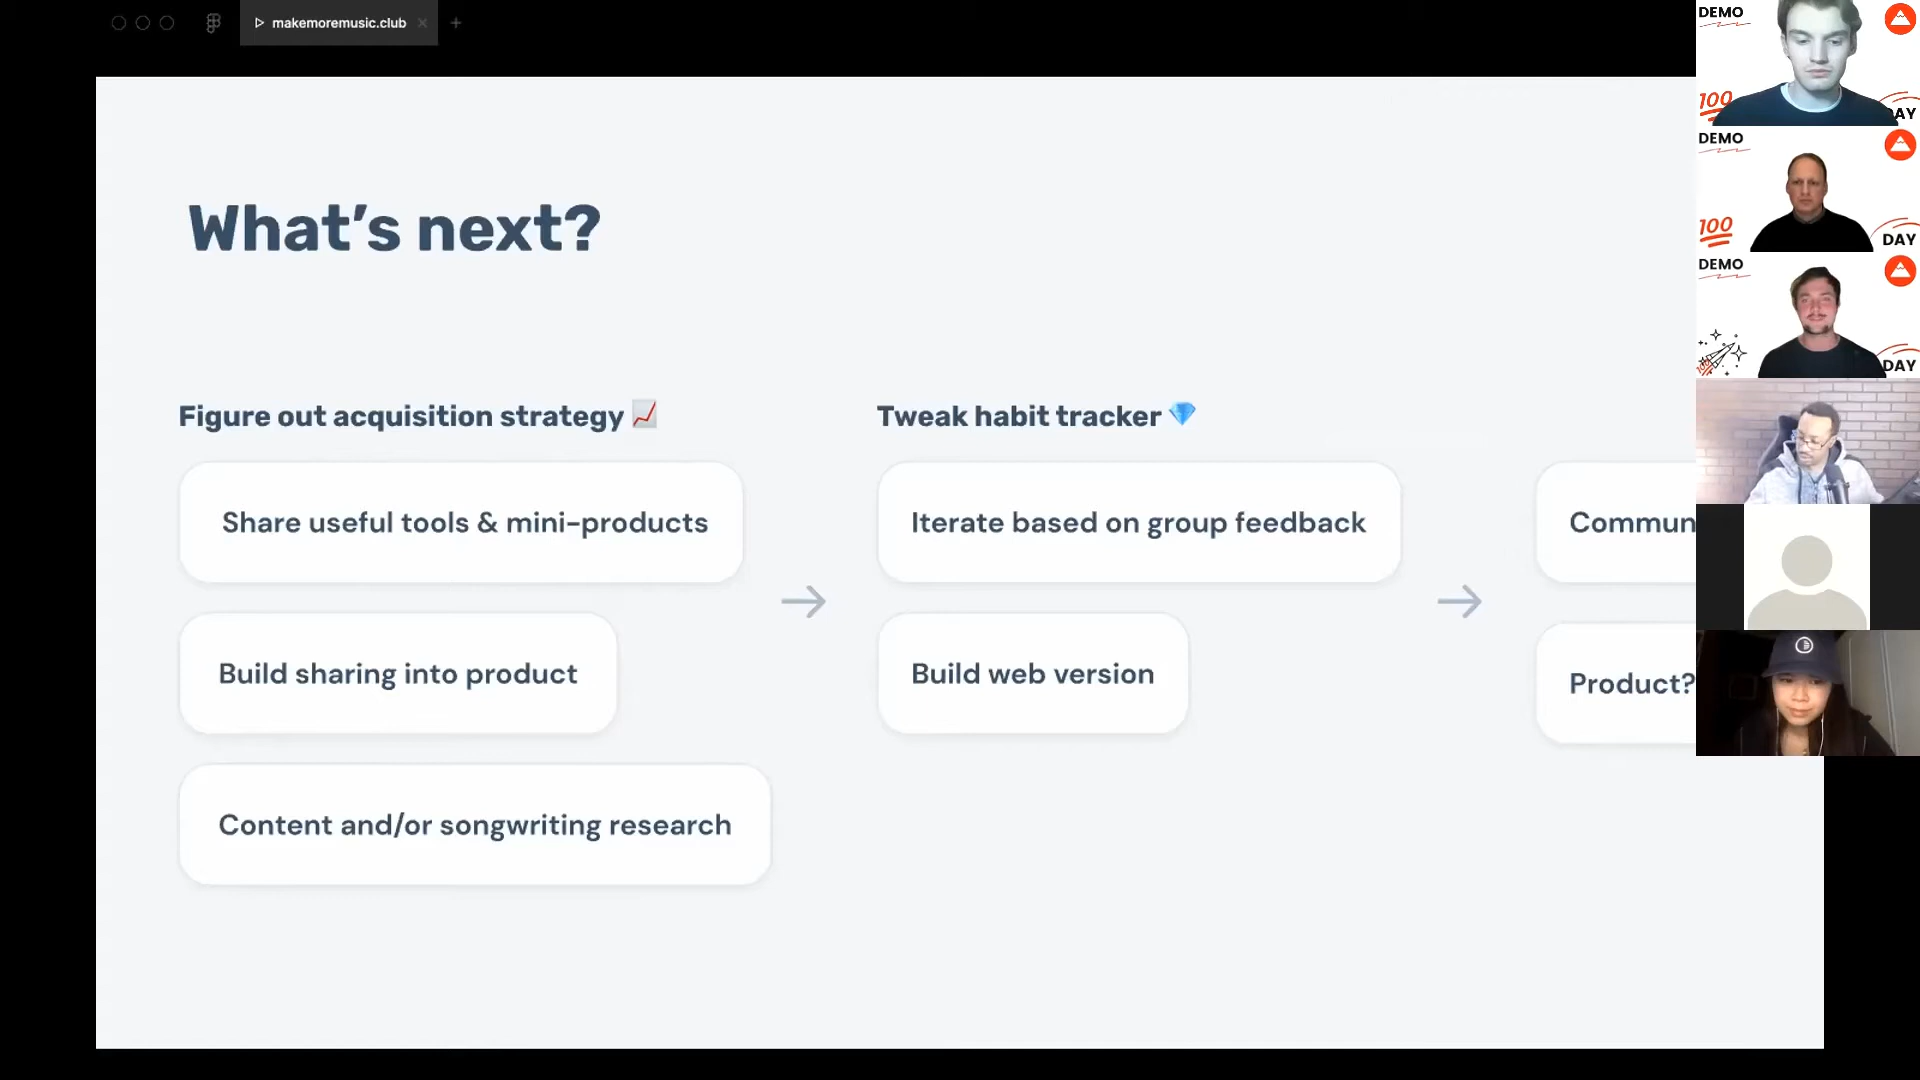 makemoremusic.club
What's next?
Figure out acquisition strategy
Share useful tools & mini-products
Build sharing into product
Content and/or songwriting research
Tweak habit tracker
Iterate based on group feedback
Build web version
Commun
Product?
DEMO
100
DAY
DEMO
100
DAY
DEMO
DAY